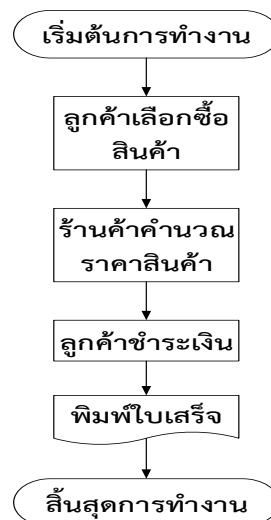 เริ่มต้นการทำงาน
ลูกค้าเลือกซื้อ
สินค้า
ร้านค้าคำนวณ
ราคาสินค้า
ลูกค้าชำระเงิน
พิมพ์ใบเสร็จ
สิ้นสุดการทำงาน